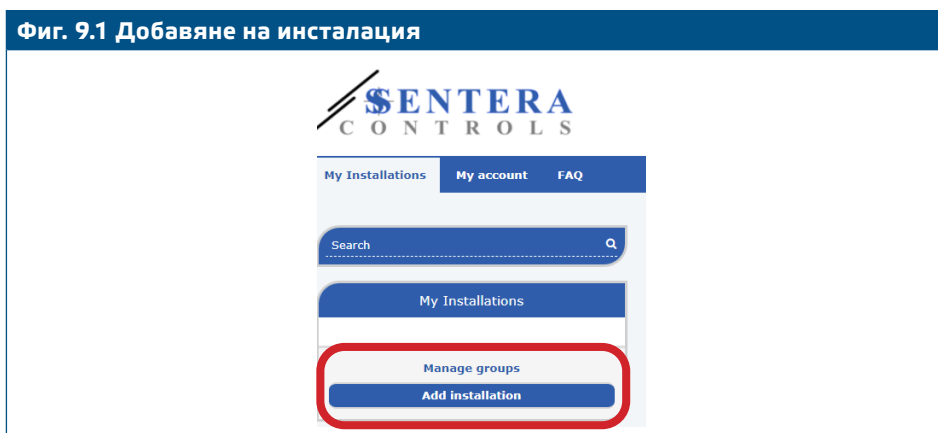 Фиг. 9.1 Добавяне на инсталация
SENTERA
CONTROLS
My Installations My account FAQ
Search
My Installations
Manage groups
Add installation